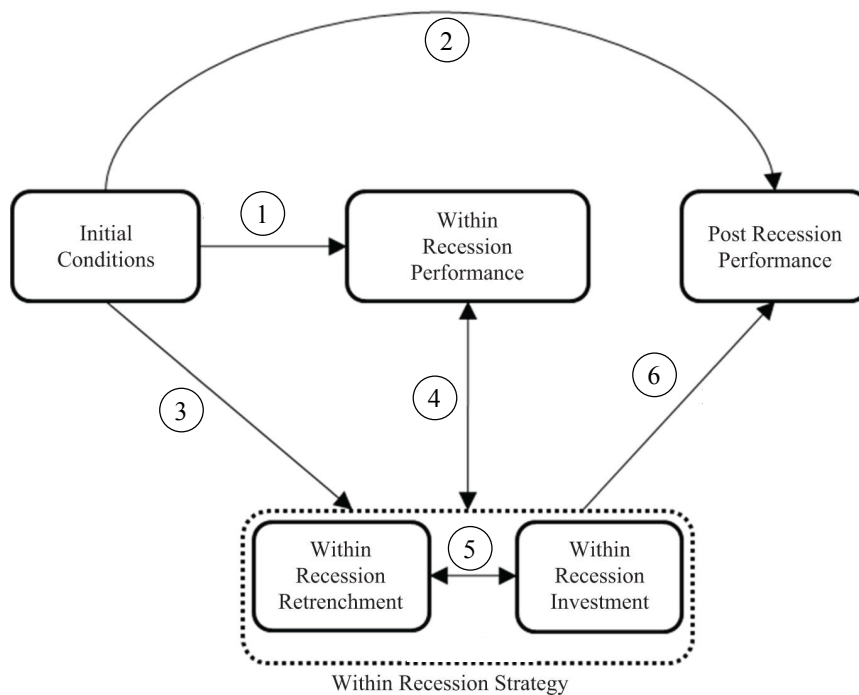 2
1
Initial
Conditions
Within
Recession
Performance
Post Recession
Performance
3
4
6
Within
Recession
Retrenchment
5
Within
Recession
Investment
Within Recession Strategy